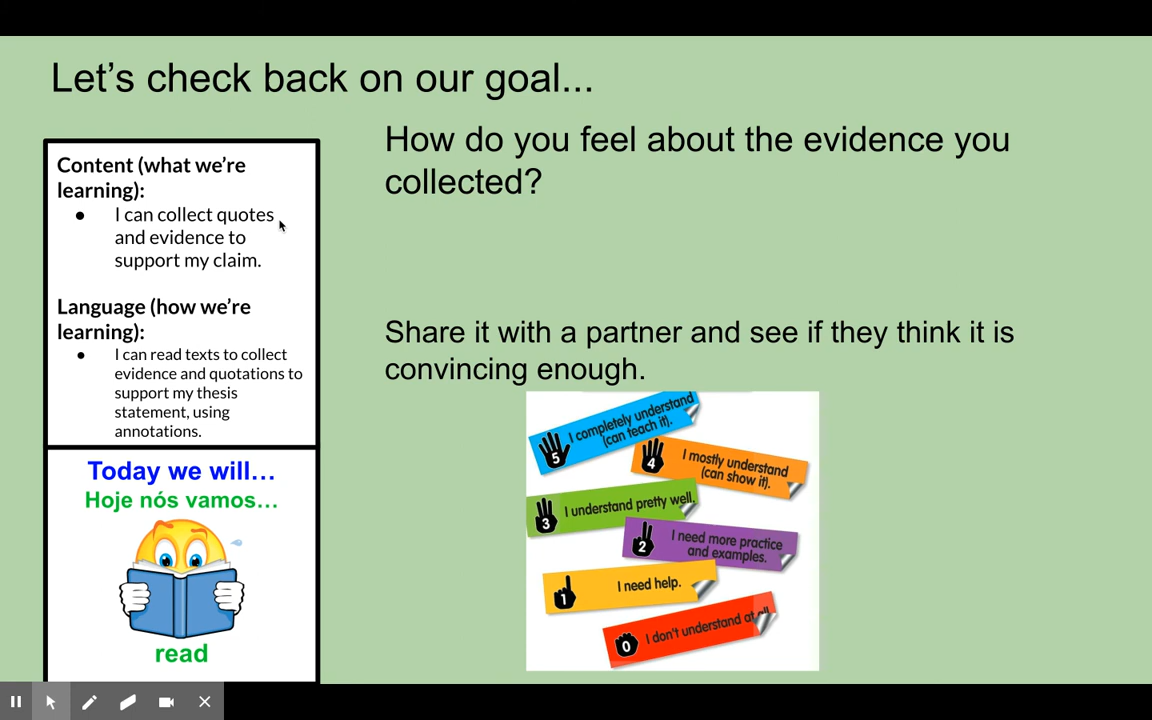 Let's check back on our goal...
Content (what we're
learning):
● I can collect quotes
and evidence to
support my claim.
Language (how we're
learning):
● I can read texts to collect
evidence and quotations to
support my thesis
statement, using
annotations.
Today we will...
Hoje nós vamos...
read
How do you feel about the evidence you
collected?
Share it with a partner and see if they think it is
convincing enough.
5 I completely understand
(can teach it).
4 I mostly understand
(can show it).
3 I understand pretty well.
2 I need more practice
and examples.
1 I need help.
0 I don't understand at all